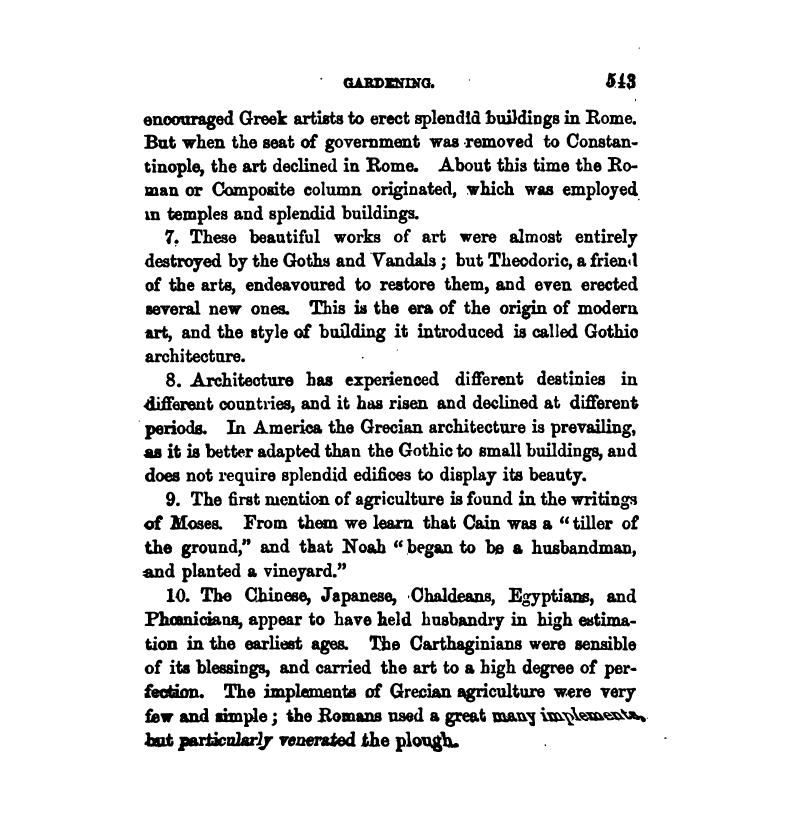 GARDENING. 543
encouraged Greek artists to erect splendid buildings in Rome.
But when the seat of government was removed to Constan-
tinople, the art declined in Rome. About this time the Ro-
man or Composite column originated, which was employed
in temples and splendid buildings.
7. These beautiful works of art were almost entirely
destroyed by the Goths and Vandals; but Theodoric, a friend
of the arts, endeavoured to restore them, and even erected
several new ones. This is the era of the origin of modern
art, and the style of building it introduced is called Gothic
architecture.
8. Architecture has experienced different destinies in
different countries, and it has risen and declined at different
periods. In America the Grecian architecture is prevailing,
as it is better adapted than the Gothic to small buildings, and
does not require splendid edifices to display its beauty.
9. The first mention of agriculture is found in the writings
of Moses. From them we learn that Cain was a “tiller of
the ground,” and that Noah “began to be a husbandman,
and planted a vineyard.”
10. The Chinese, Japanese, Chaldeans, Egyptians, and
Phœnicians, appear to have held husbandry in high estima-
tion in the earliest ages. The Carthaginians were sensible
of its blessings, and carried the art to a high degree of per-
fection. The implements of Grecian agriculture were very
few and simple; the Romans used a great many implements,
but particularly venerated the plough.